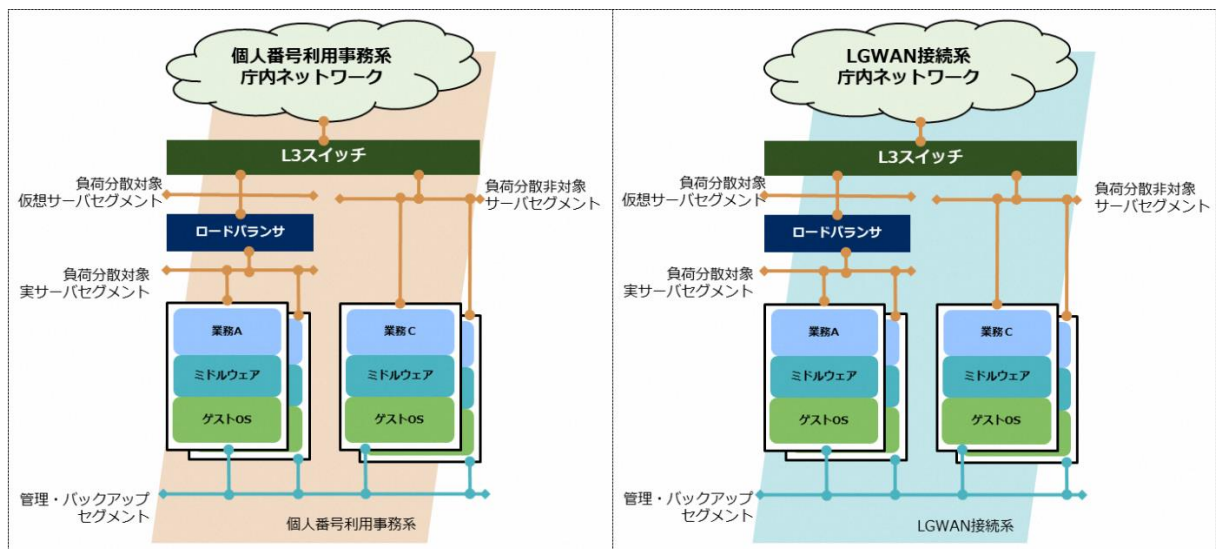 個人番号利用事務系
庁内ネットワーク
L3スイッチ
負荷分散対象
仮想サーバセグメント
負荷分散非対象
サーバセグメント
ロードバランサ
負荷分散対象
実サーバセグメント
業務A
ミドルウェア
ゲストOS
業務C
ミドルウェア
ゲストOS
管理・バックアップ
セグメント
個人番号利用事務系
LGWAN接続系
庁内ネットワーク
L3スイッチ
負荷分散対象
仮想サーバセグメント
負荷分散非対象
サーバセグメント
ロードバランサ
負荷分散対象
実サーバセグメント
業務A
ミドルウェア
ゲストOS
業務C
ミドルウェア
ゲストOS
管理・バックアップ
セグメント
LGWAN接続系